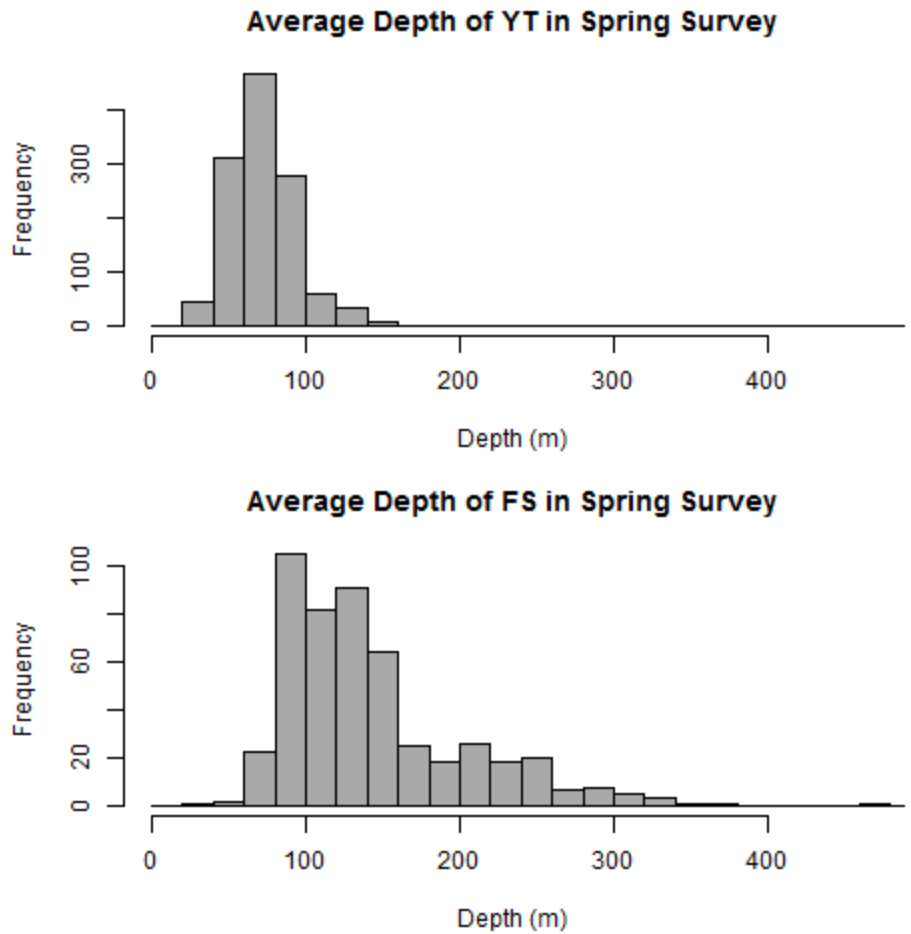 Average Depth of YT in Spring Survey
Frequency
300
100
0
0 100 200 300 400
Depth (m)
Average Depth of FS in Spring Survey
Frequency
100
60
20
0
0 100 200 300 400
Depth (m)